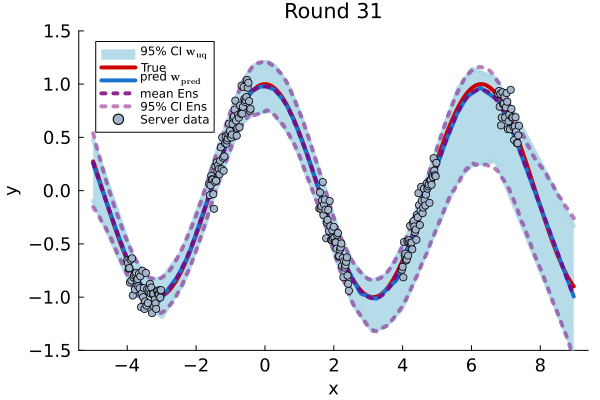 Round 31
95% CI w_uq
True
pred w_pred
mean Ens
95% CI Ens
Server data
1.5
1.0
0.5
0.0
−0.5
−1.0
−1.5
y
−4 −2 0 2 4 6 8
x